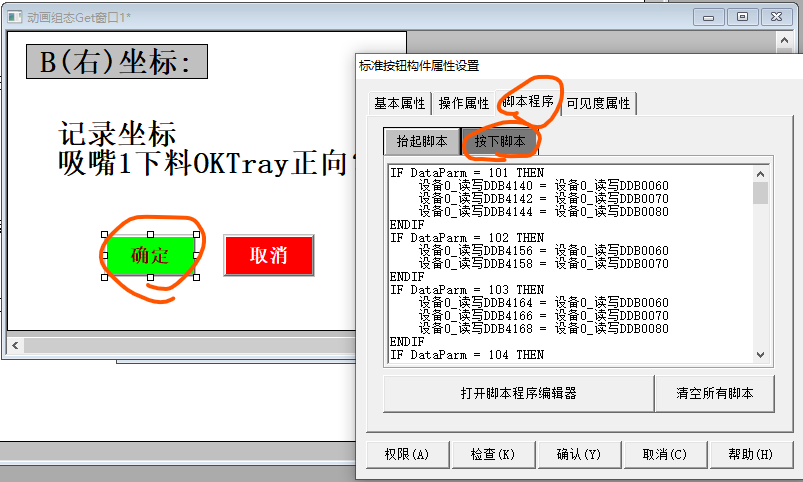 动画组态Get窗口1*
B(右)坐标:
记录坐标
吸嘴1下料OKTray正向
确定
取消
标准按钮构件属性设置
基本属性 操作属性 脚本程序 可见度属性
抬起脚本 按下脚本
IF DataParm = 101 THEN
设备0_读写DDB4140 = 设备0_读写DDB0060
设备0_读写DDB4142 = 设备0_读写DDB0070
设备0_读写DDB4144 = 设备0_读写DDB0080
ENDIF
IF DataParm = 102 THEN
设备0_读写DDB4156 = 设备0_读写DDB0060
设备0_读写DDB4158 = 设备0_读写DDB0070
ENDIF
IF DataParm = 103 THEN
设备0_读写DDB4164 = 设备0_读写DDB0060
设备0_读写DDB4166 = 设备0_读写DDB0070
设备0_读写DDB4168 = 设备0_读写DDB0080
ENDIF
IF DataParm = 104 THEN
打开脚本程序编辑器 清空所有脚本
权限(A) 检查(K) 确认(Y) 取消(C) 帮助(H)